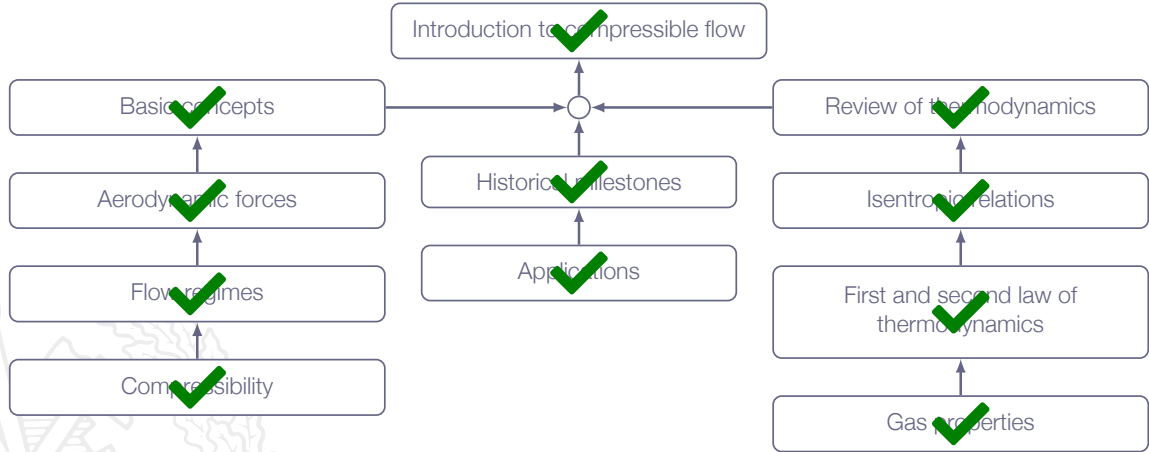 Introduction to compressible flow
Basic concepts
Review of thermodynamics
Historical milestones
Aerodynamic forces
Isentropic relations
Applications
Flow regimes
First and second law of
thermodynamics
Compressibility
Gas properties